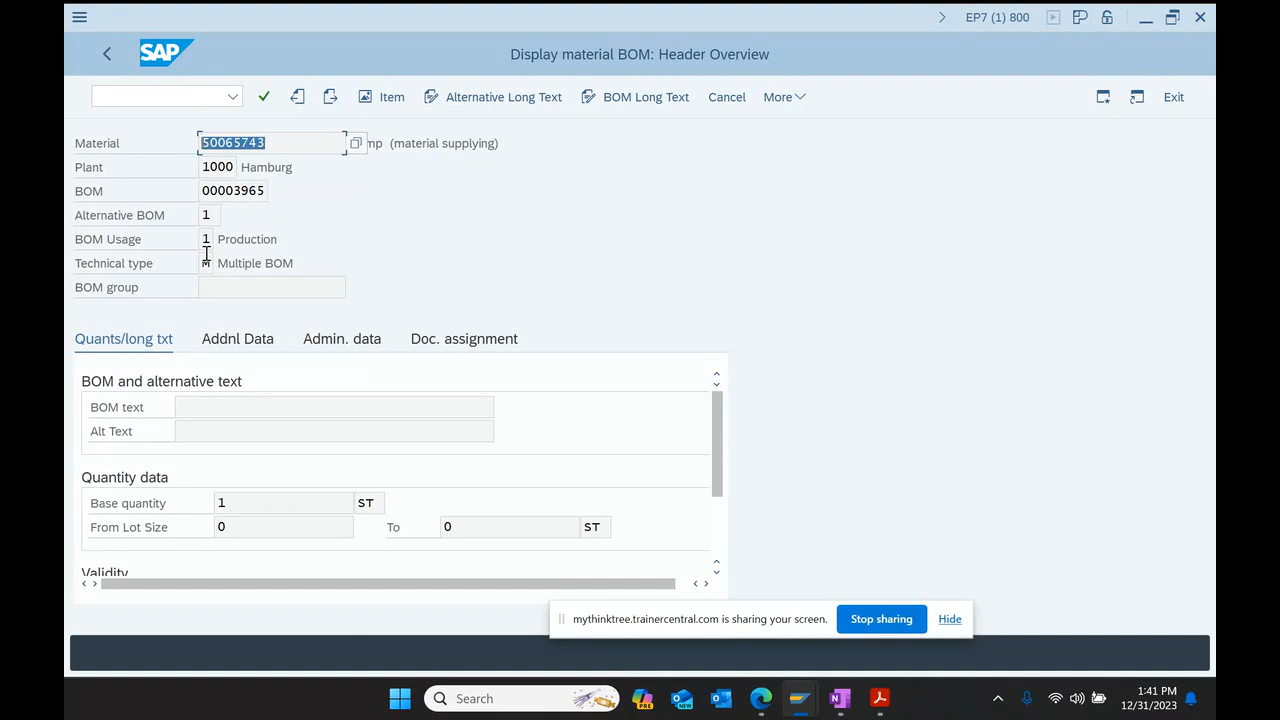 EP7 (1) 800
SAP
Display material BOM: Header Overview
Item
Alternative Long Text
BOM Long Text
Cancel
More
Exit
Material 50065743 mp (material supplying)
Plant 1000 Hamburg
BOM 00003965
Alternative BOM 1
BOM Usage 1 Production
Technical type M Multiple BOM
BOM group
Quants/long txt
Addnl Data
Admin. data
Doc. assignment
BOM and alternative text
BOM text
Alt Text
Quantity data
Base quantity 1 ST
From Lot Size 0 To 0 ST
Validity
mythinktree.trainercentral.com is sharing your screen.
Stop sharing
Hide
Search
PRE
NEW
1:41 PM
12/31/2023